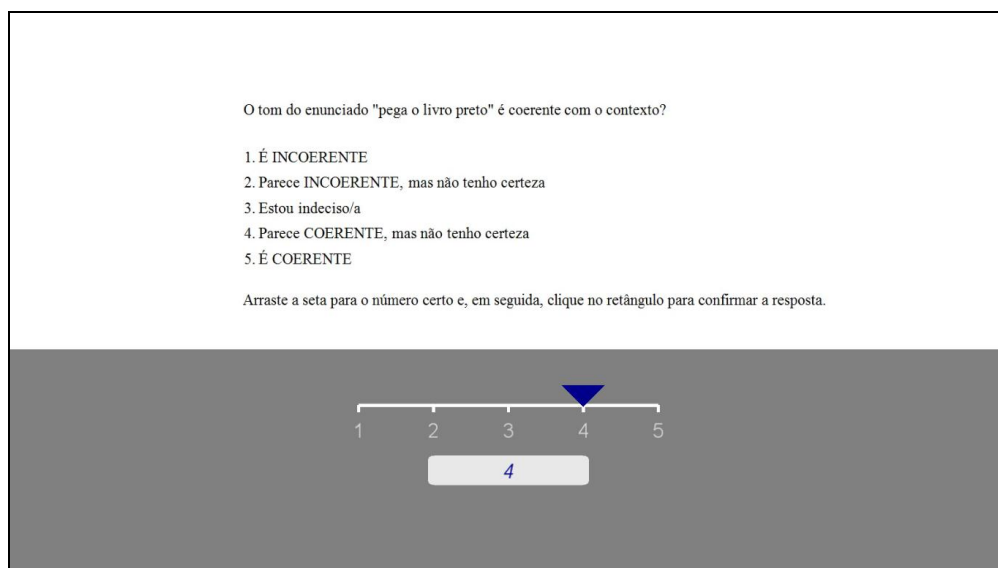 O tom do enunciado "pega o livro preto" é coerente com o contexto?
1. É INCOERENTE
2. Parece INCOERENTE, mas não tenho certeza
3. Estou indeciso/a
4. Parece COERENTE, mas não tenho certeza
5. É COERENTE
Arraste a seta para o número certo e, em seguida, clique no retângulo para confirmar a resposta.
1 2 3 4 5
4